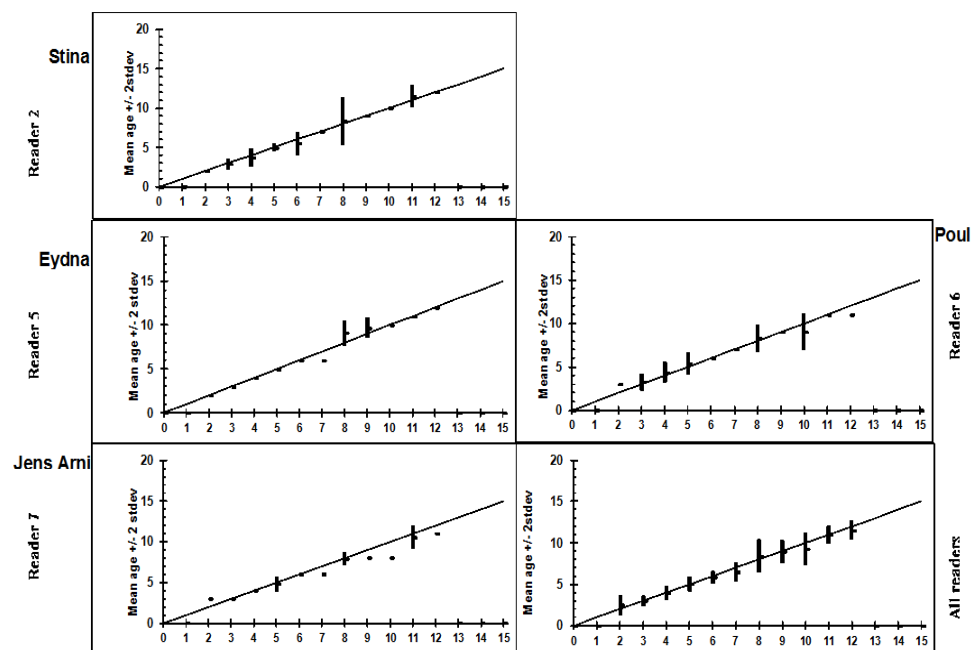 Stina
Reader 2
Mean age +/- 2stdev
20
15
10
5
0
0 1 2 3 4 5 6 7 8 9 10 11 12 13 14 15
Eydna
Reader 5
Mean age +/- 2 stdev
20
15
10
5
0
0 1 2 3 4 5 6 7 8 9 10 11 12 13 14 15
Poul
Reader 6
Mean age +/- 2stdev
20
15
10
5
0
0 1 2 3 4 5 6 7 8 9 10 11 12 13 14 15
Jens Arni
Reader 7
Mean age +/- 2 stdev
20
15
10
5
0
0 1 2 3 4 5 6 7 8 9 10 11 12 13 14 15
All readers
Mean age +/- 2stdev
20
15
10
5
0
0 1 2 3 4 5 6 7 8 9 10 11 12 13 14 15